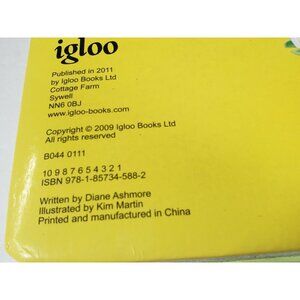 igloo
Published in 2011
by Igloo Books Ltd
Cottage Farm
Sywell
NN6 0BJ
www.igloo-books.com
Copyright © 2009 Igloo Books Ltd
All rights reserved
B044 0111
10 9 8 7 6 5 4 3 2 1
ISBN 978-1-85734-588-2
Written by Diane Ashmore
Illustrated by Kim Martin
Printed and manufactured in China